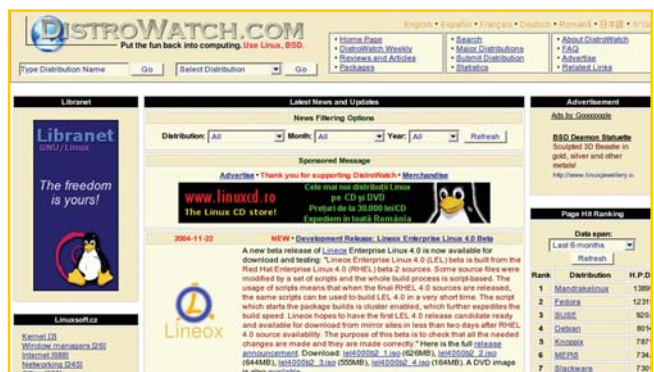 DISTROWATCH.COM
Put the fun back into computing. Use Linux, BSD.
English • Español • Français • Deutsch • Română • 日本語 •
• Home Page
• DistroWatch Weekly
• Reviews and Articles
• Packages
• Search
• Major Distributions
• Submit Distribution
• Statistics
• About DistroWatch
• FAQ
• Advertise
• Related Links
Type Distribution Name Go Select Distribution Go
Libranet
Libranet
GNU/Linux
The freedom
is yours!
Linuxsoft.cz
Kernel [3]
Window managers [26]
Internet [688]
Networking [245]
Latest News and Updates
News Filtering Options
Distribution: All Month: All Year: All Refresh
Sponsored Message
Advertise • Thank you for supporting DistroWatch • Merchandise
www.linuxcd.ro
The Linux CD store!
Cele mai noi distribuții Linux
pe CD și DVD
Prețuri de la 30.000 lei/CD
Expediem în toată România
2004-11-22 NEW • Development Release: Lineox Enterprise Linux 4.0 Beta
Lineox
A new beta release of Lineox Enterprise Linux 4.0 is now available for
download and testing: "Lineox Enterprise Linux 4.0 (LEL) beta is built from the
Red Hat Enterprise Linux 4.0 (RHEL) beta 2 sources. Some source files were
modified by a set of scripts and the whole build process is script-based. The
usage of scripts means that when the final RHEL 4.0 sources are released,
the same scripts can be used to build LEL 4.0 in a very short time. The script
which starts the package builds is cluster enabled, which further expedites the
build speed. Lineox hopes to have the first LEL 4.0 release candidate ready
and available for download from mirror sites in less than two days after RHEL
4.0 source availability. The purpose of this beta is to check that all the needed
changes are made and they are made correctly." Here is the full release
announcement. Download: lel4000b2_1.iso (626MB), lel4000b2_2.iso
(644MB), lel4000b2_3.iso (555MB), lel4000b2_4.iso (164MB). A DVD image
is also available.
Advertisement
Ads by Goooooogle
BSD Deamon Statuette
Sculpted 3D Beastie in
gold, silver and other
metals!
http://www.linuxjewellery.c
Page Hit Ranking
Data span:
Last 6 months
Refresh
Rank Distribution H.P.D
1 Mandrakelinux 1389
2 Fedora 1231
3 SUSE 920
4 Debian 801
5 Knoppix 787
6 MEPIS 734
7 Slackware 730